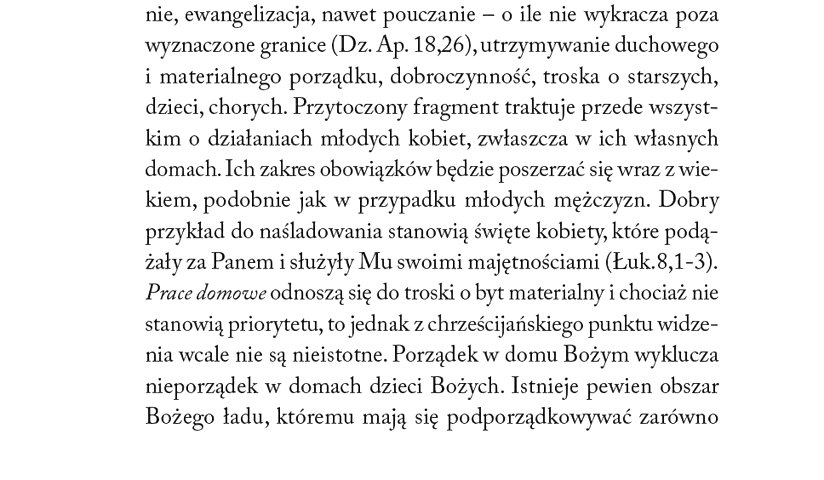 nie, ewangelizacja, nawet pouczanie – o ile nie wykracza poza
wyznaczone granice (Dz. Ap. 18,26), utrzymywanie duchowego
i materialnego porządku, dobroczynność, troska o starszych,
dzieci, chorych. Przytoczony fragment traktuje przede wszyst-
kim o działaniach młodych kobiet, zwłaszcza w ich własnych
domach. Ich zakres obowiązków będzie poszerzać się wraz z wie-
kiem, podobnie jak w przypadku młodych mężczyzn. Dobry
przykład do naśladowania stanowią święte kobiety, które podą-
żały za Panem i służyły Mu swoimi majętnościami (Łuk.8,1-3).
Prace domowe odnoszą się do troski o byt materialny i chociaż nie
stanowią priorytetu, to jednak z chrześcijańskiego punktu widze-
nia wcale nie są nieistotne. Porządek w domu Bożym wyklucza
nieporządek w domach dzieci Bożych. Istnieje pewien obszar
Bożego ładu, któremu mają się podporządkowywać zarówno